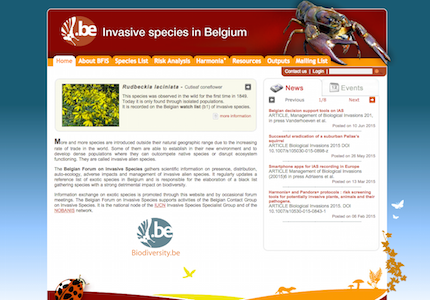 .be Invasive species in Belgium
Home About BFIS Species List Risk Analysis Harmonia+ Resources Outputs Mailing List
Contact us | Login |
Rudbeckia laciniata - Cutleaf coneflower
This species was observed in the wild for the first time in 1849.
Today it is only found through isolated populations.
It is recorded on the Belgian watch list (B1) of invasive species.
more information
More and more species are introduced outside their natural geographic range due to the increasing
rate of trade in the world. Some of them are able to establish in their new environment and to
develop dense populations where they can outcompete native species or disrupt ecosystem
functioning. They are called invasive alien species.
The Belgian Forum on Invasive Species gathers scientific information on presence, distribution,
auto-ecology, adverse impacts and management of invasive alien species. It regularly updates a
reference list of exotic species in Belgium and is responsible for the elaboration of a black list
gathering species with a strong detrimental impact on biodiversity.
Information exchange on exotic species is promoted through this website and by occasional forum
meetings. The Belgian Forum on Invasive Species supports activities of the Belgian Contact Group
on Invasive Species. It is the national node of the IUCN Invasive Species Specialist Group and of the
NOBANIS network.
.be
Biodiversity.be
News
Events
Previous 1/8 Next
Belgian decision support tools on IAS
ARTICLE. Management of Biological Invasions. 2015, in
press Vanderhoeven et al.
Posted on 10 Jun 2015
Successful eradication of a suburban Pallas's
squirrel
ARTICLE Biological Invasions 2015. DOI
Posted on 26 May 2015
Smartphone apps for IAS recording in Europe
ARTICLE Management of Biological Invasions
(2015)6 in press Adriaens et al.
Posted on 13 Mar 2015
Harmonia+ and Pandora+ protocols : risk screening
tools for potentially invasive plants, animals and their
pathogens
ARTICLE Biological Invasions 2015. DOI
10.1007/s10530-015-0843-1
Posted on 08 Feb 2015